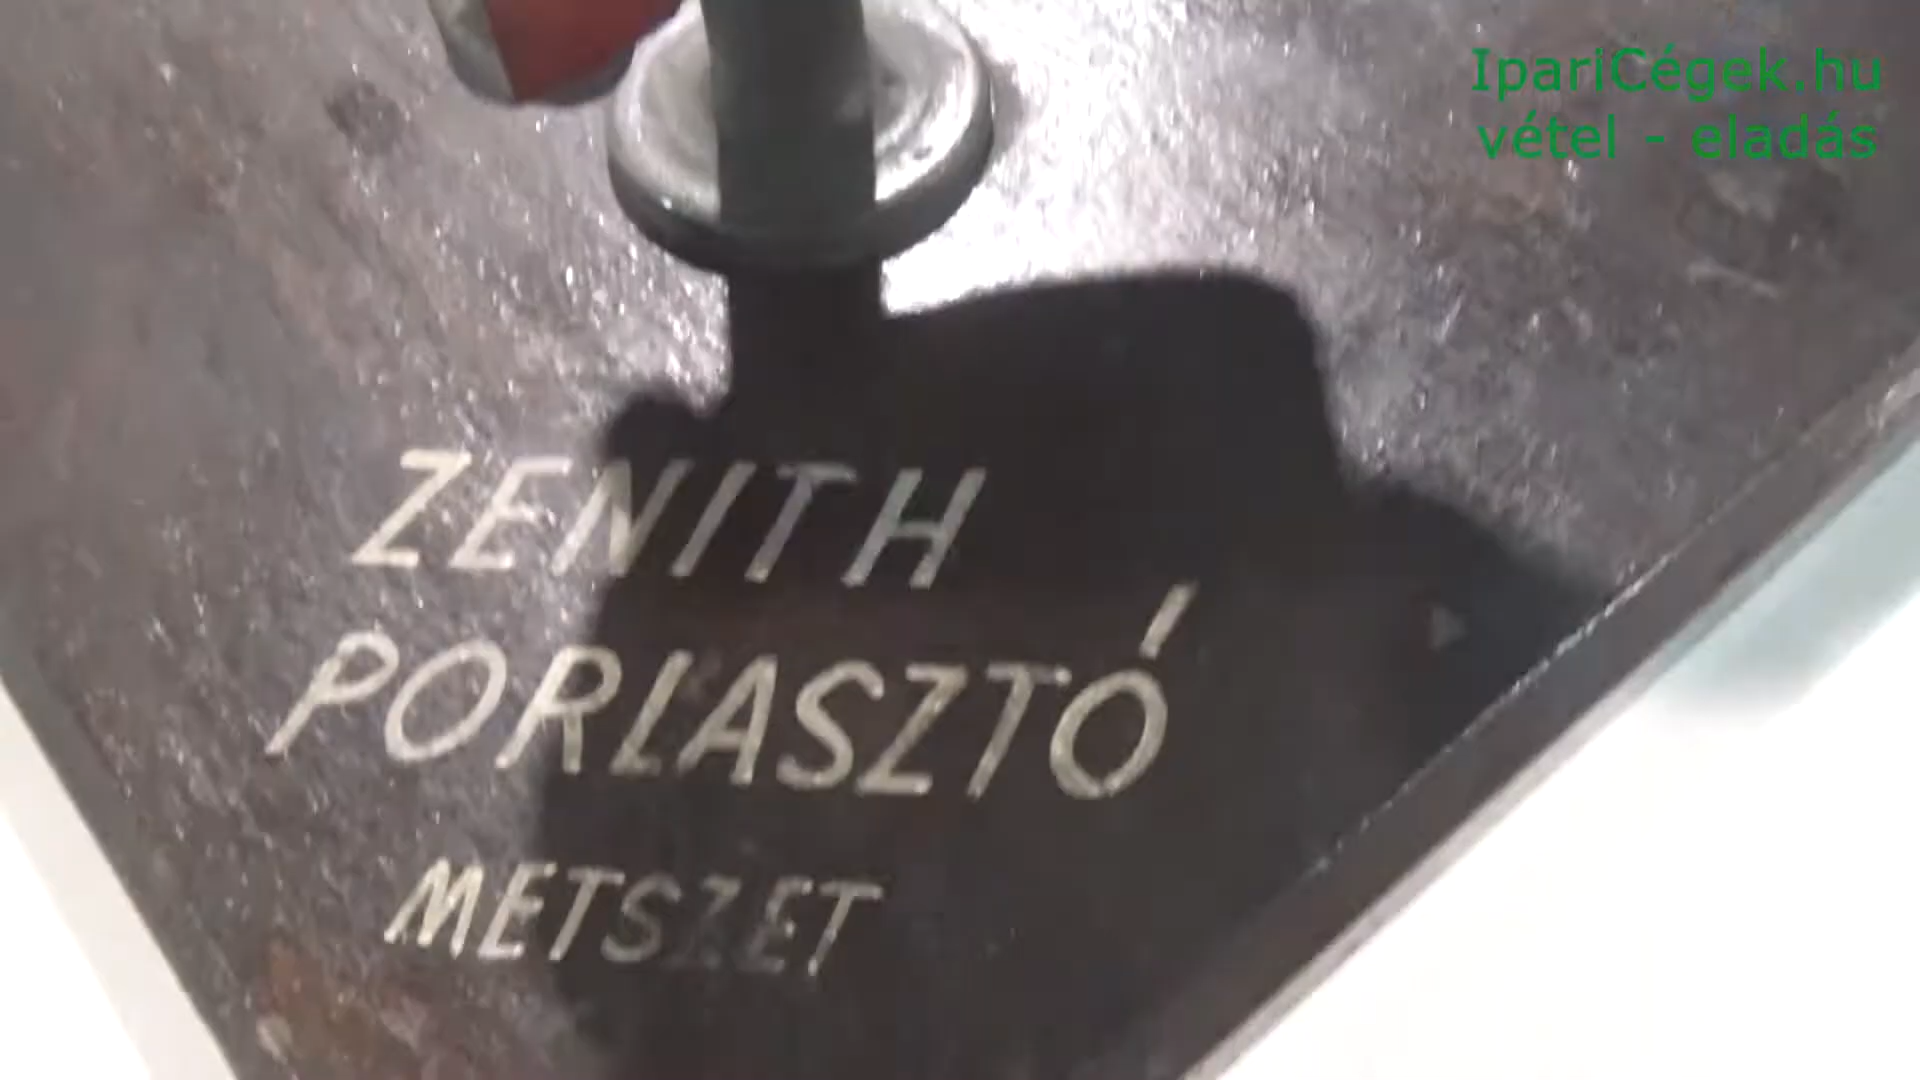 IpariCégek.hu
vétel - eladás
ZENITH
PORLASZTÓ
METSZET